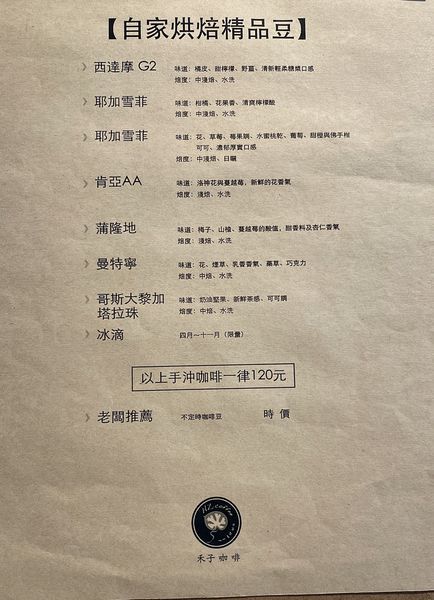 【自家烘焙精品豆】
西達摩 G2
味道：橘皮、甜檸檬、野薑、清新輕柔糖漿口感
焙度：中淺焙、水洗
耶加雪菲
味道：柑橘、花果香、清爽檸檬酸
焙度：中淺焙、水洗
耶加雪菲
味道：花、草莓、莓果調、水蜜桃乾、葡萄、甜橙與佛手柑
可可、濃郁厚實口感
焙度：中淺焙、日曬
肯亞AA
味道：洛神花與蔓越莓，新鮮的花香氣
焙度：淺焙、水洗
蒲隆地
味道：梅子、山楂、蔓越莓的酸值，甜香料及杏仁香氣
焙度：淺焙、水洗
曼特寧
味道：花、煙草、乳香香氣、藥草、巧克力
焙度：中焙、水洗
哥斯大黎加
塔拉珠
味道：奶油堅果、新鮮茶感、可可調
焙度：中焙、水洗
冰滴
四月~十一月（限量）
以上手沖咖啡一律120元
老闆推薦 不定時咖啡豆 時價
禾子咖啡